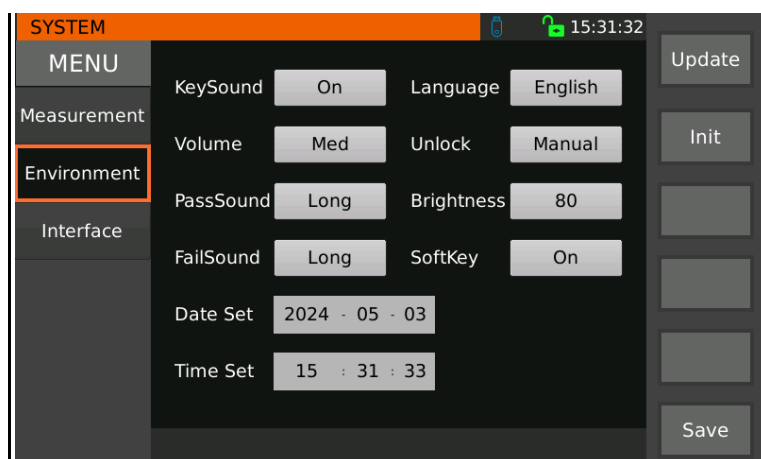 SYSTEM 15:31:32
MENU
Measurement
Environment
Interface
KeySound On Language English
Volume Med Unlock Manual
PassSound Long Brightness 80
FailSound Long SoftKey On
Date Set 2024 - 05 - 03
Time Set 15 : 31 : 33
Update
Init
Save